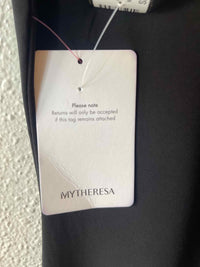 Please note
Returns will only be accepted
if this tag remains attached
MYTHERESA